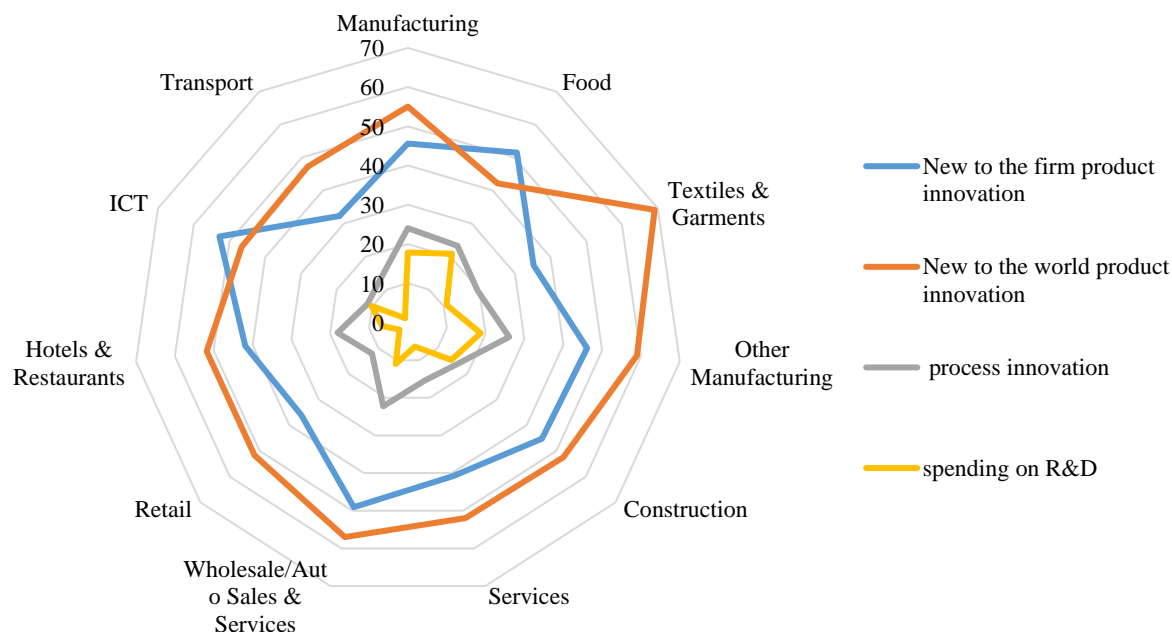 Manufacturing
70
60
50
40
30
20
10
0
Food
Textiles &
Garments
Other
Manufacturing
Construction
Services
Wholesale/Aut
o Sales &
Services
Retail
Hotels &
Restaurants
ICT
Transport
New to the firm product
innovation
New to the world product
innovation
process innovation
spending on R&D